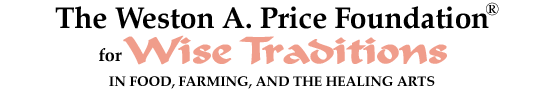 The Weston A. Price Foundation®
for Wise Traditions
IN FOOD, FARMING, AND THE HEALING ARTS